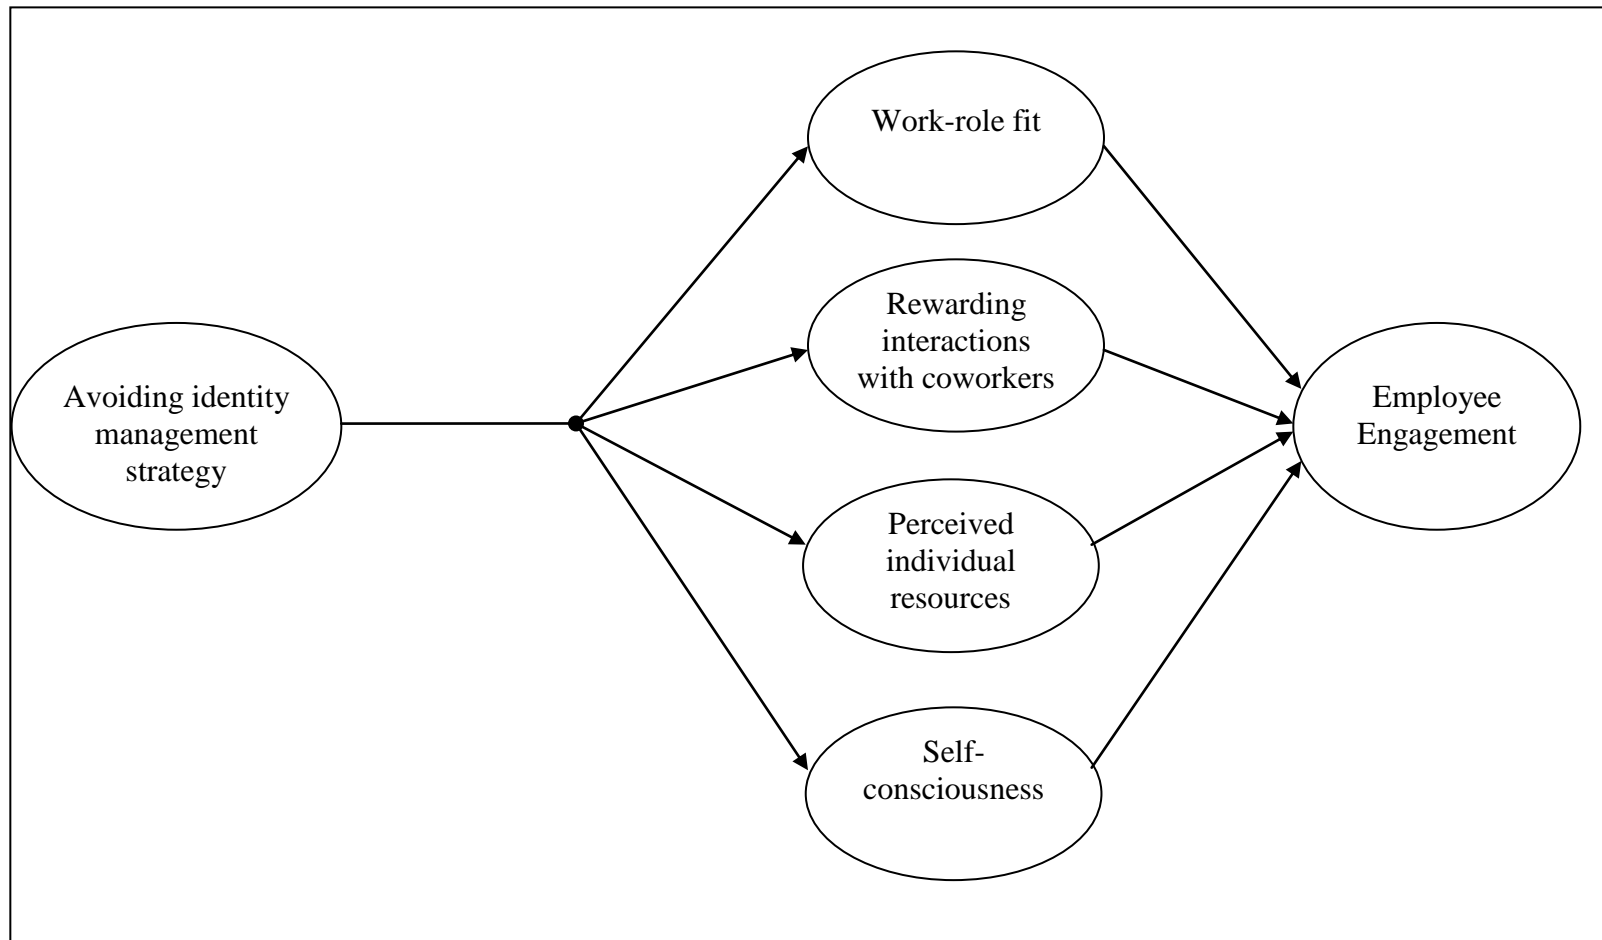 Work-role fit
Rewarding
interactions
with coworkers
Avoiding identity
management
strategy
Employee
Engagement
Perceived
individual
resources
Self-
consciousness